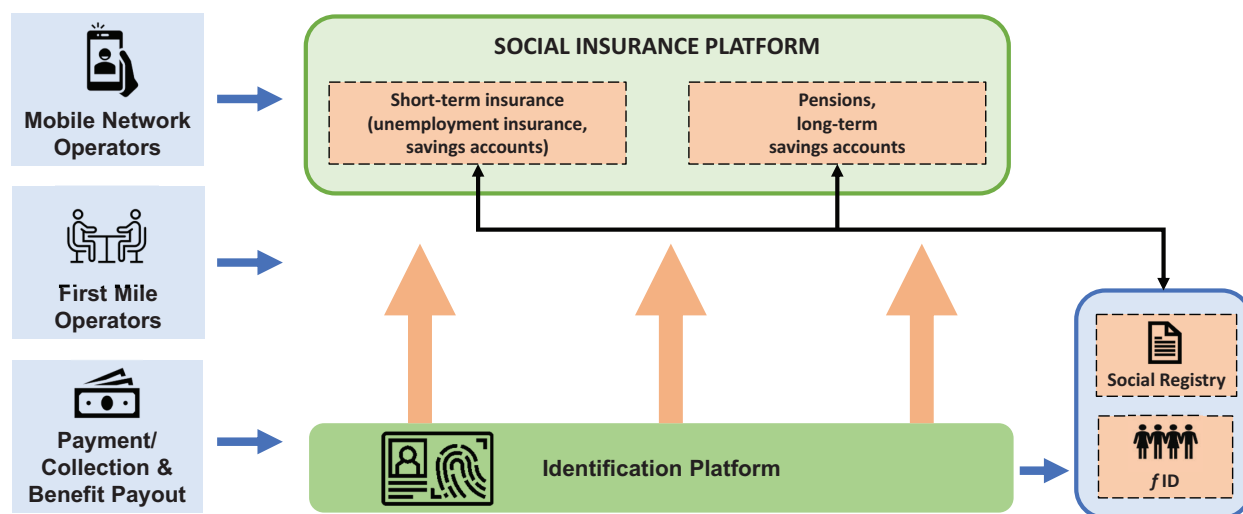 Mobile Network
Operators
First Mile
Operators
Payment/
Collection &
Benefit Payout
SOCIAL INSURANCE PLATFORM
Short-term insurance
(unemployment insurance,
savings accounts)
Pensions,
long-term
savings accounts
Identification Platform
Social Registry
ƒ ID